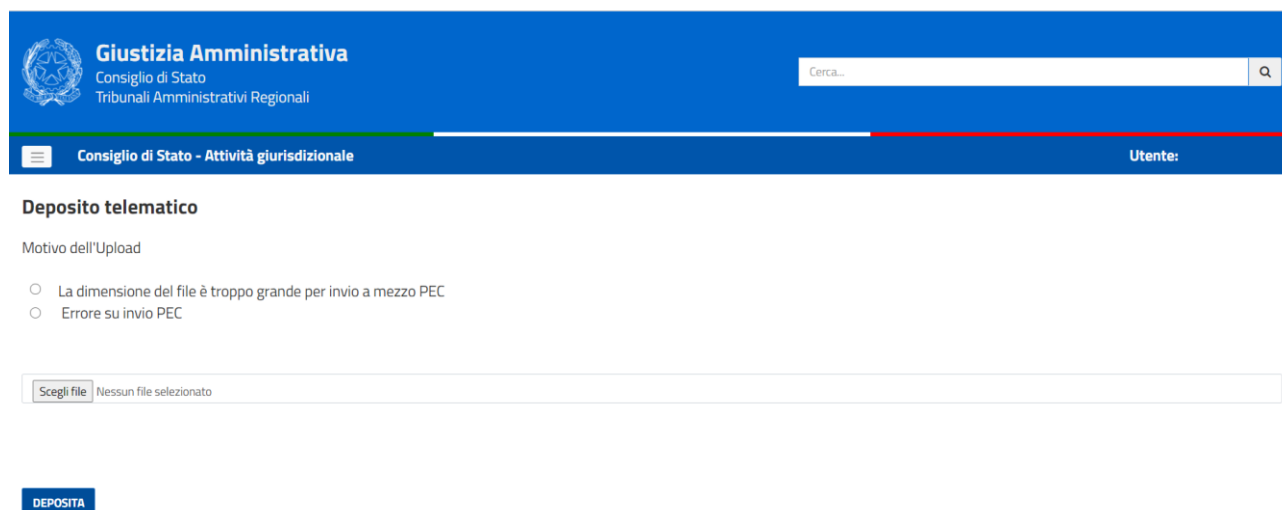 Giustizia Amministrativa
Consiglio di Stato
Tribunali Amministrativi Regionali
Cerca...
Consiglio di Stato - Attività giurisdizionale
Utente:
Deposito telematico
Motivo dell'Upload
La dimensione del file è troppo grande per invio a mezzo PEC
Errore su invio PEC
Scegli file Nessun file selezionato
DEPOSITA